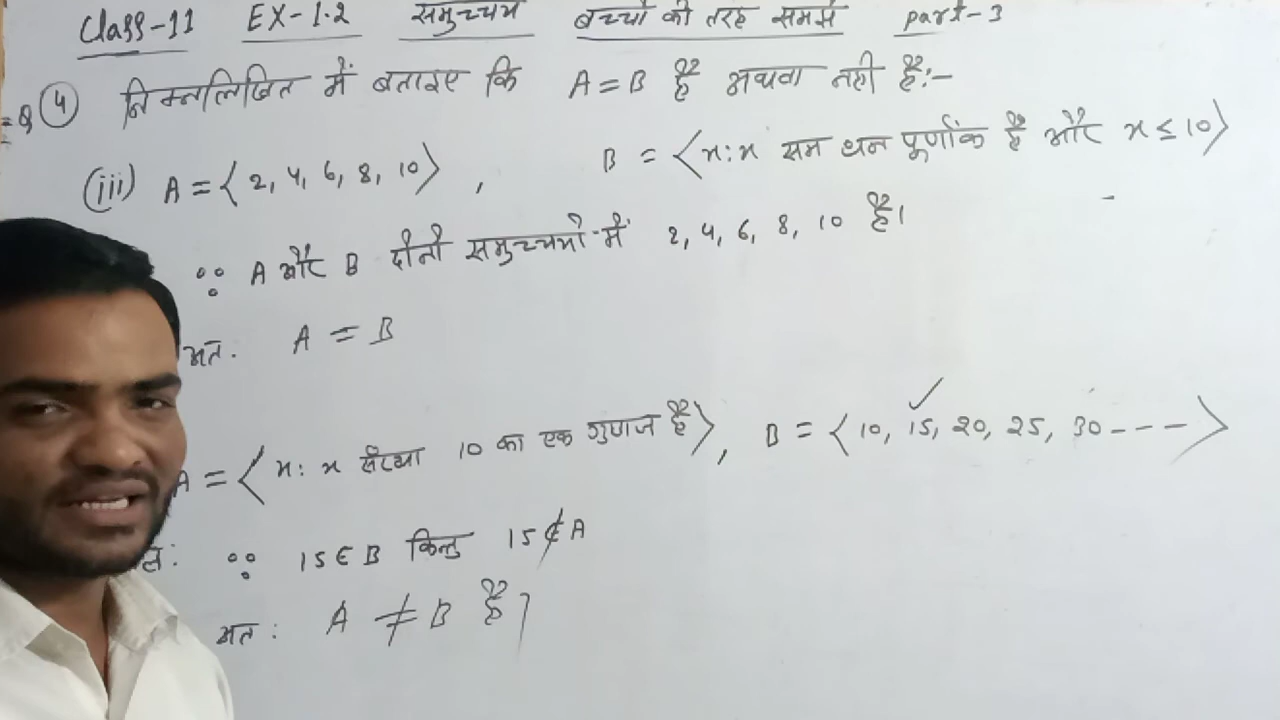 Class-11 EX-1.2 समुच्चय बच्चों की तरह समझें part-3
Q ④ निम्नलिखित में बताइए कि A=B है अथवा नहीं है:-
(iii) A = {2, 4, 6, 8, 10}, B = {x: x सम धन पूर्णांक है और x ≤ 10}
∵ A और B दोनों समुच्चयों में 2, 4, 6, 8, 10 है।
अत: A = B
A = {x: x संख्या 10 का एक गुणज है}, B = {10, 15, 20, 25, 30 - - - }
∵ 15 ∈ B किन्तु 15 ∉ A
अत: A ≠ B है।